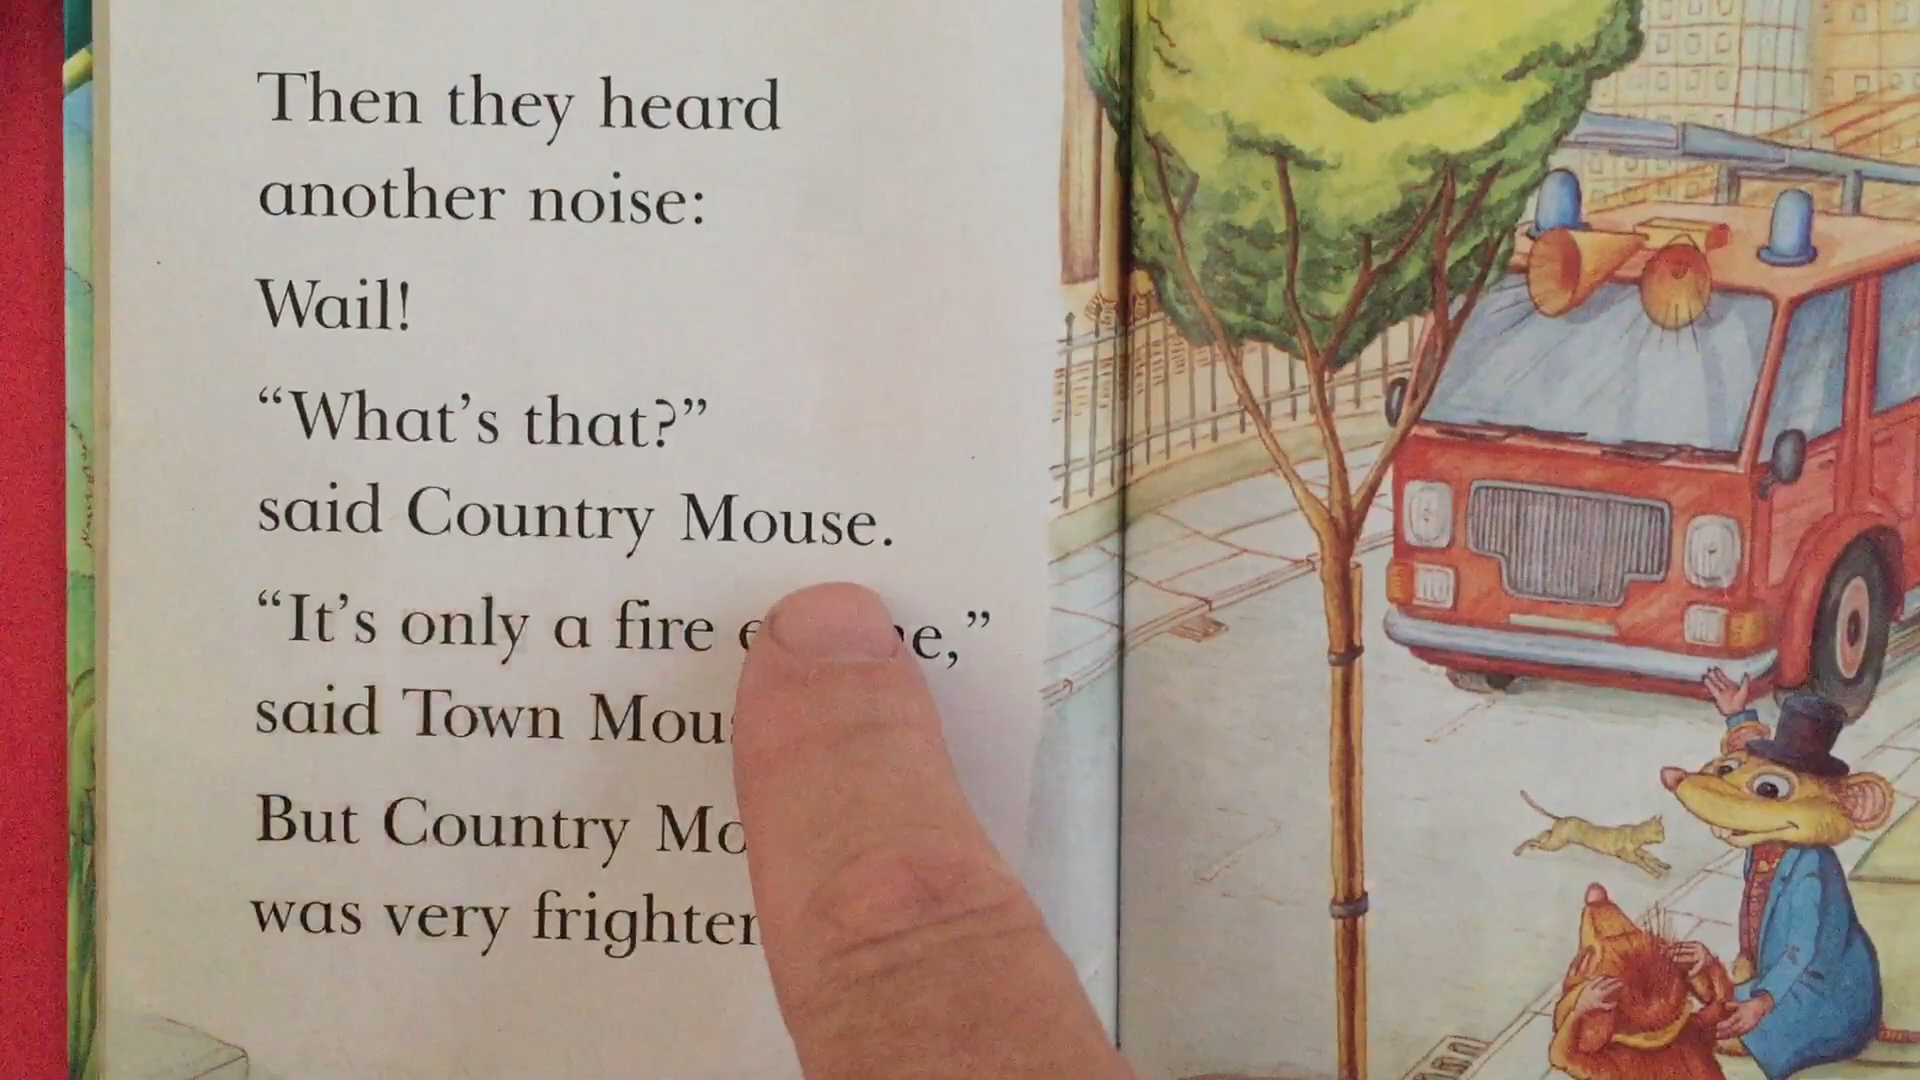 Then they heard
another noise:
Wail!
“What’s that?”
said Country Mouse.
“It’s only a fire
said Town
But Country
was very